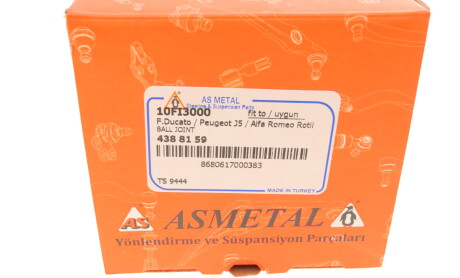 AS METAL
Steering & Suspension Parts
10FI3000 fit to / uygun
F.Ducato / Peugeot J5 / Alfa Romeo Rotil
BALL JOINT
438 81 59
8680617000383
TS 9444
MADE IN TURKEY
AS ASMETAL
Yönlendirme ve Süspansiyon Parçaları